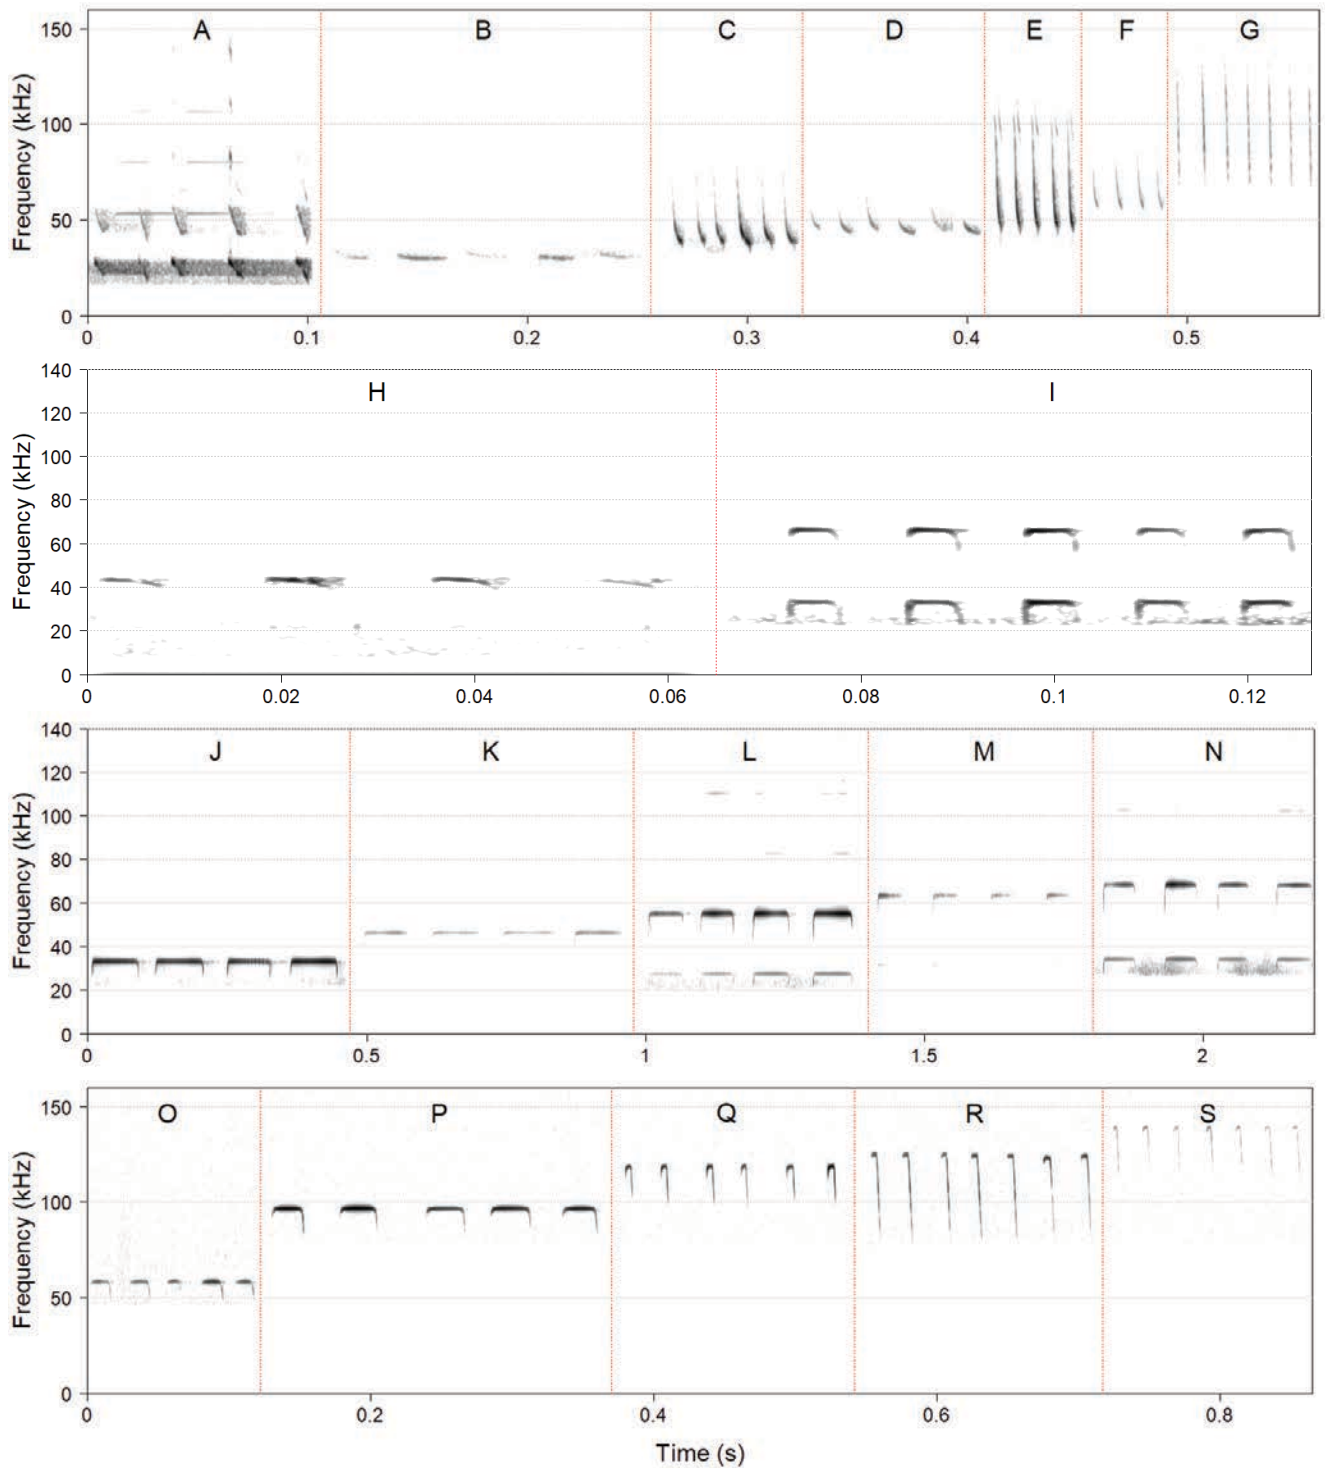 A B C D E F G
150
100
50
0
Frequency (kHz)
0 0.1 0.2 0.3 0.4 0.5
H I
140
120
100
80
60
40
20
0
Frequency (kHz)
0 0.02 0.04 0.06 0.08 0.1 0.12
J K L M N
140
120
100
80
60
40
20
0
Frequency (kHz)
0 0.5 1 1.5 2
O P Q R S
150
100
50
0
Frequency (kHz)
0 0.2 0.4 0.6 0.8
Time (s)